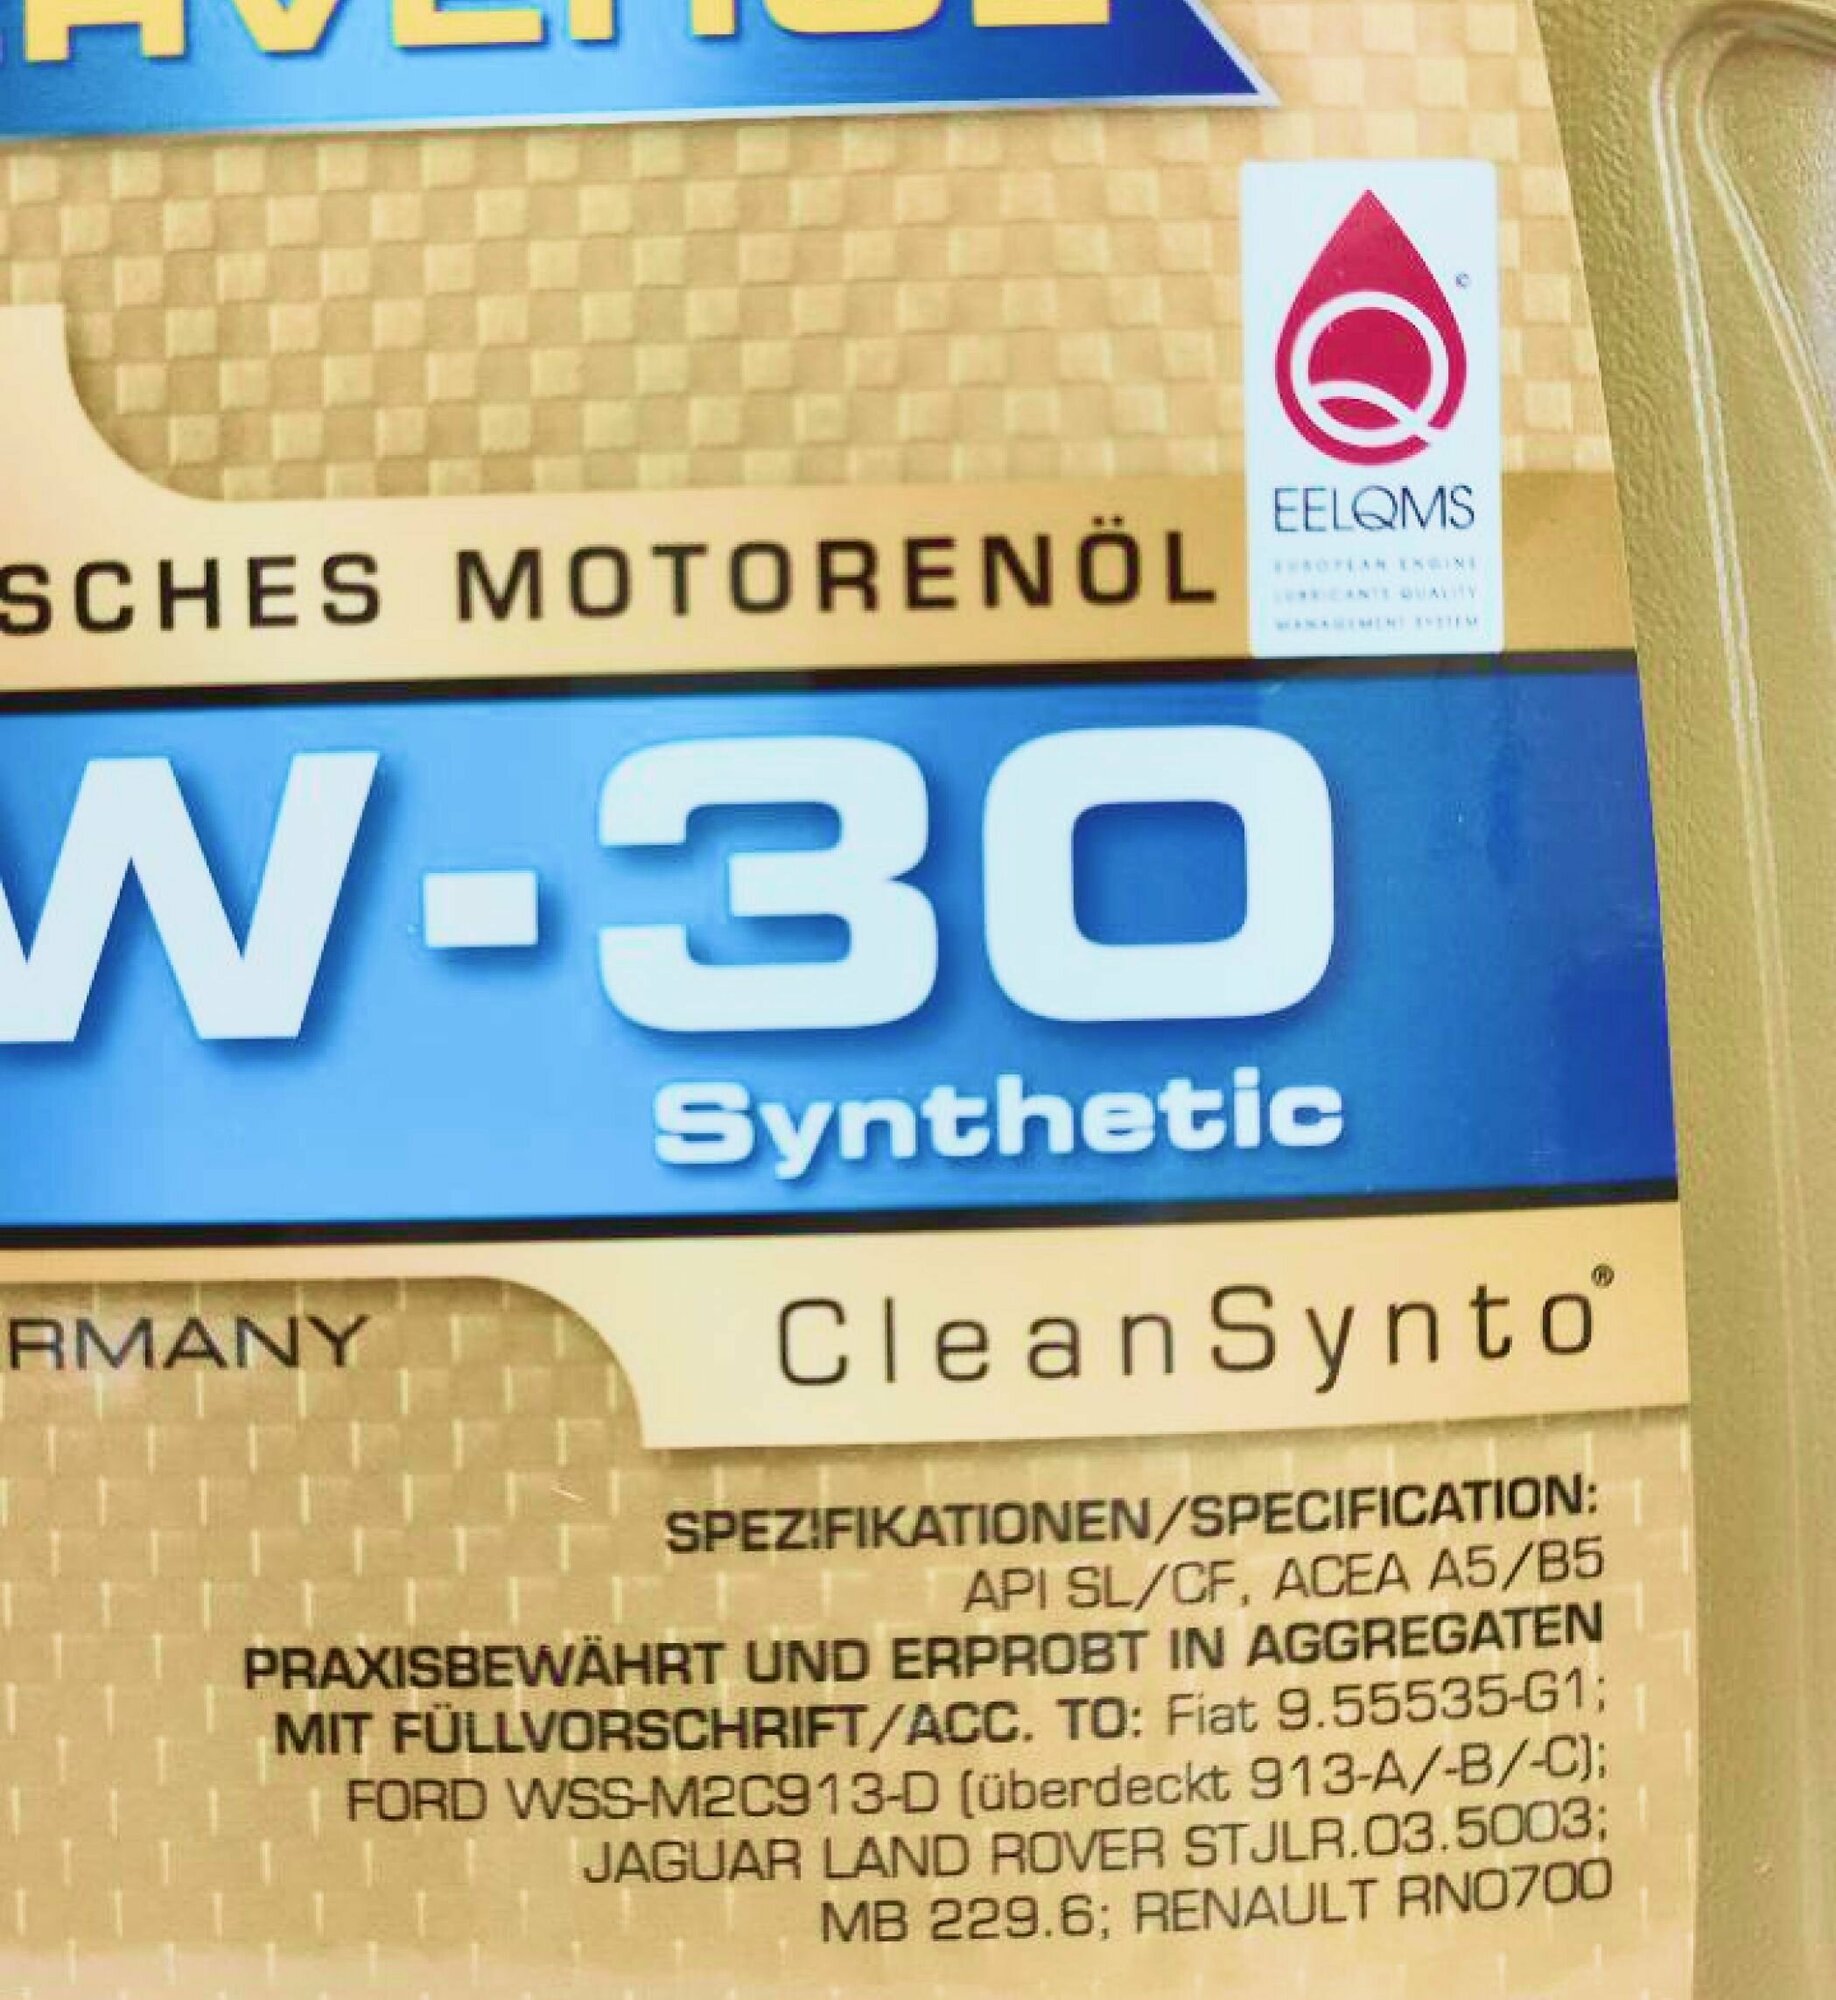 AVENOL
©
EELQMS
EUROPEAN ENGINE
LUBRICANTS QUALITY
MANAGEMENT SYSTEM
SCHES MOTORENÖL
W-30
Synthetic
RMANY
CleanSynto®
SPEZIFIKATIONEN/SPECIFICATION:
API SL/CF, ACEA A5/B5
PRAXISBEWÄHRT UND ERPROBT IN AGGREGATEN
MIT FÜLLVORSCHRIFT/ACC. TO: Fiat 9.55535-G1;
FORD WSS-M2C913-D (überdeckt 913-A/-B/-C);
JAGUAR LAND ROVER STJLR.03.5003;
MB 229.6; RENAULT RN0700